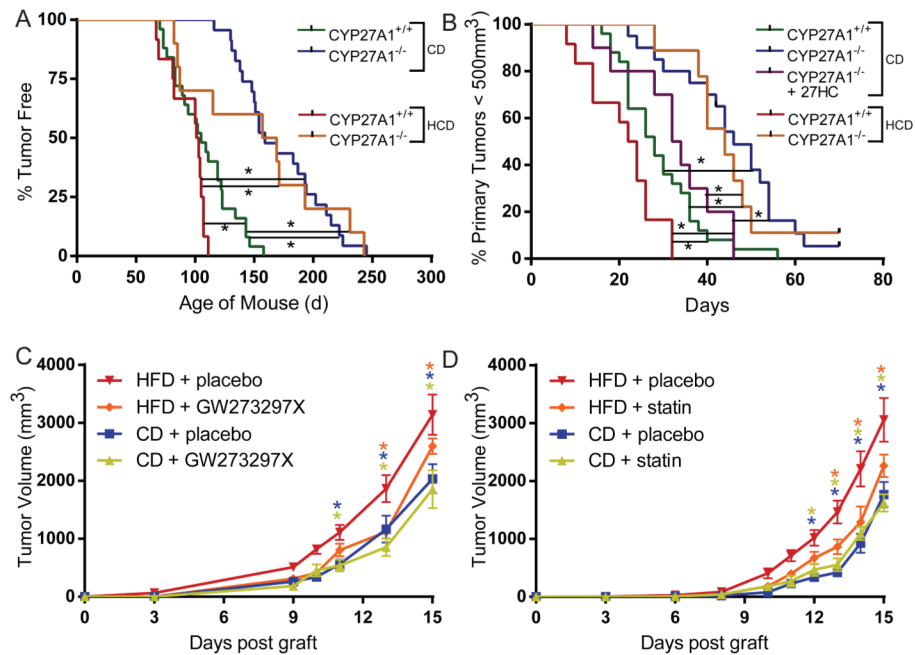 A
% Tumor Free
100
75
50
25
0
0 50 100 150 200 250 300
Age of Mouse (d)
CYP27A1+/+
CYP27A1-/-
CD
CYP27A1+/+
CYP27A1-/-
HCD
*
*
*
*
*
B
% Primary Tumors < 500mm3)
100
80
60
40
20
0
0 20 40 60 80
Days
CYP27A1+/+
CYP27A1-/-
CYP27A1-/-
+ 27HC
CD
CYP27A1+/+
CYP27A1-/-
HCD
*
*
*
*
*
*
C
Tumor Volume (mm3)
4000
3000
2000
1000
0
0 3 6 9 12 15
Days post graft
HFD + placebo
HFD + GW273297X
CD + placebo
CD + GW273297X
* *
* * *
* * *
D
Tumor Volume (mm3)
4000
3000
2000
1000
0
0 3 6 9 12 15
Days post graft
HFD + placebo
HFD + statin
CD + placebo
CD + statin
* *
* * *
* * *
* * *